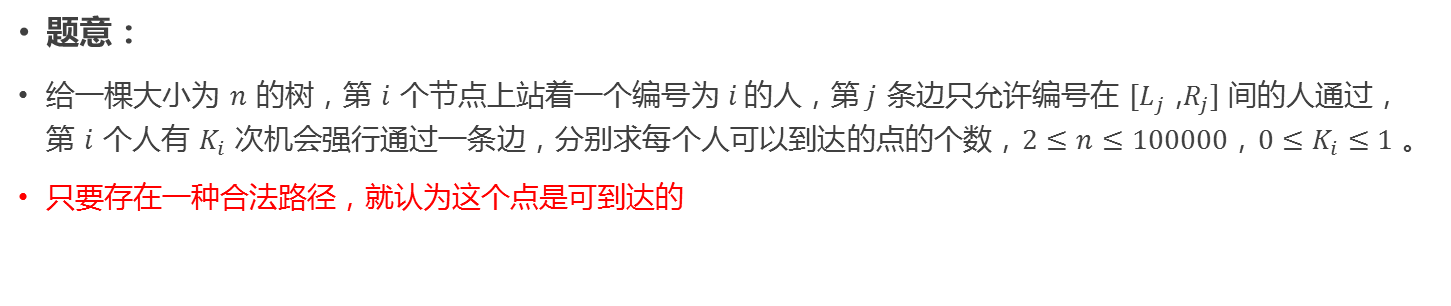 • 题意：
• 给一棵大小为 n 的树，第 i 个节点上站着一个编号为 i 的人，第 j 条边只允许编号在 [Lⱼ ,Rⱼ] 间的人通过，
第 i 个人有 Kᵢ 次机会强行通过一条边，分别求每个人可以到达的点的个数，2 ≤ n ≤ 100000，0 ≤ Kᵢ ≤ 1 。
• 只要存在一种合法路径，就认为这个点是可到达的